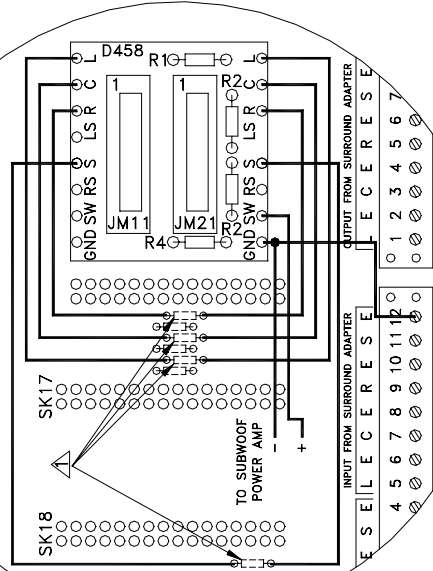 D458
L
C
R
LS
S
RS
SW
GND
1
JM11
1
JM21
R1
R2
R2
R4
L
C
R
LS
S
RS
SW
GND
OUTPUT FROM SURROUND ADAPTER
L E C E R E S E
1 2 3 4 5 6 7
INPUT FROM SURROUND ADAPTER
S E L E C E R E S E
4 5 6 7 8 9 10 11 12
SK17
SK18
1
TO SUBWOOF
POWER AMP
- +